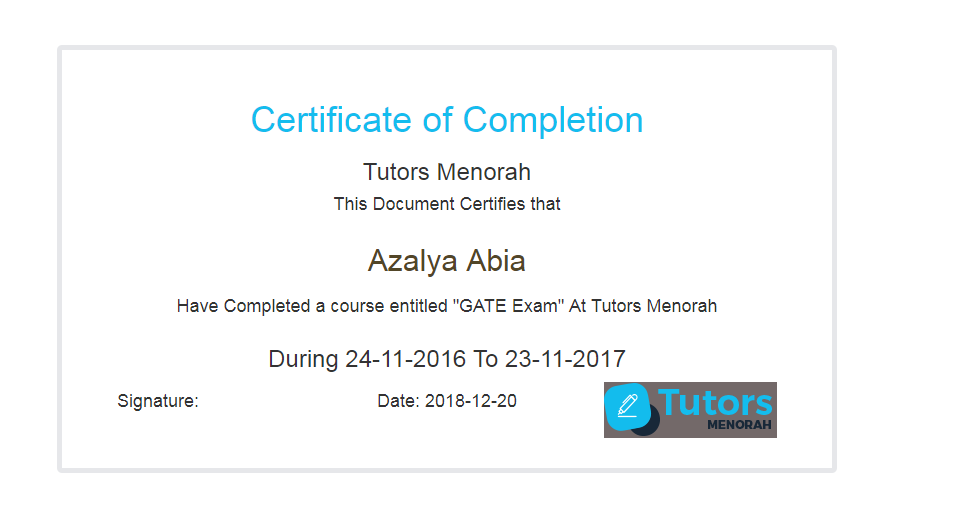 Certificate of Completion
Tutors Menorah
This Document Certifies that
Azalya Abia
Have Completed a course entitled "GATE Exam" At Tutors Menorah
During 24-11-2016 To 23-11-2017
Signature:
Date: 2018-12-20
Tutors
MENORAH